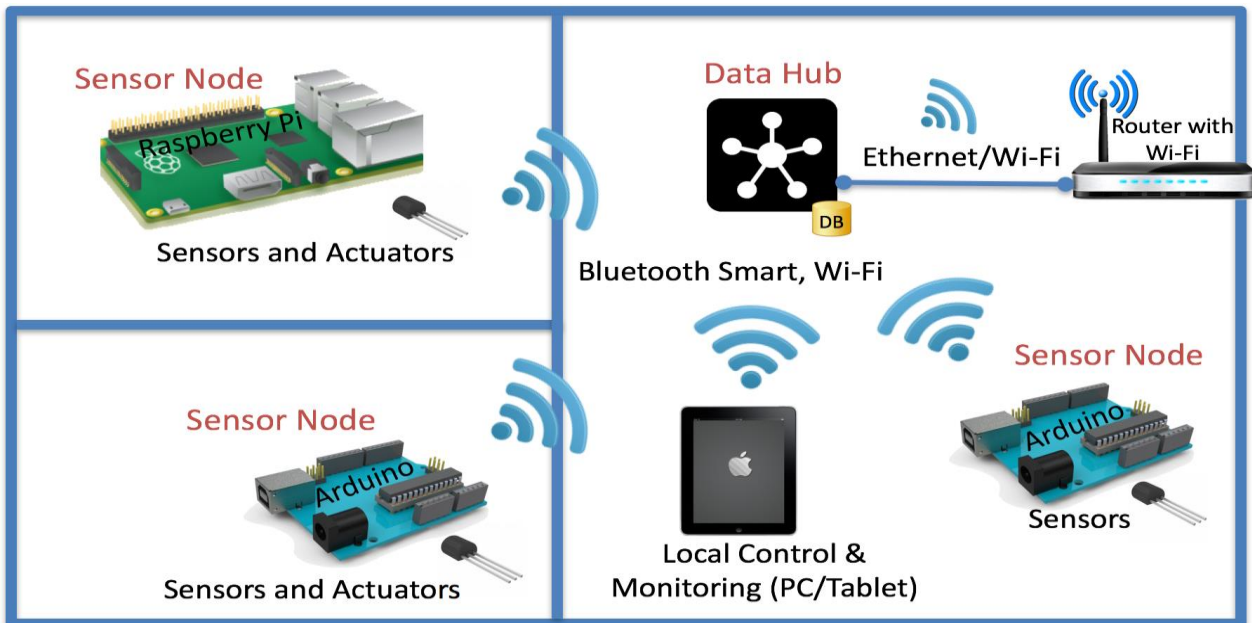 Sensor Node
Raspberry Pi
Sensors and Actuators
Data Hub
DB
Ethernet/Wi-Fi
Router with
Wi-Fi
Bluetooth Smart, Wi-Fi
Sensor Node
Arduino
Sensors and Actuators
Local Control &
Monitoring (PC/Tablet)
Sensor Node
Arduino
Sensors